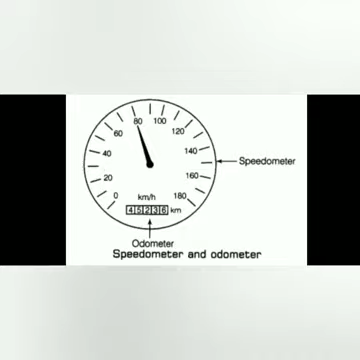 80 100
60 120
40 140
Speedometer
20 160
0 km/h 180
45236 km
Odometer
Speedometer and odometer